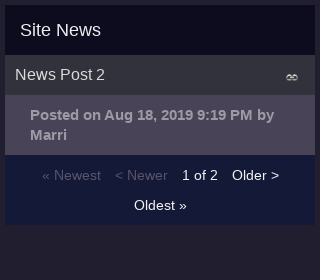 Site News
News Post 2
Posted on Aug 18, 2019 9:19 PM by
Marri
« Newest < Newer 1 of 2 Older >
Oldest »